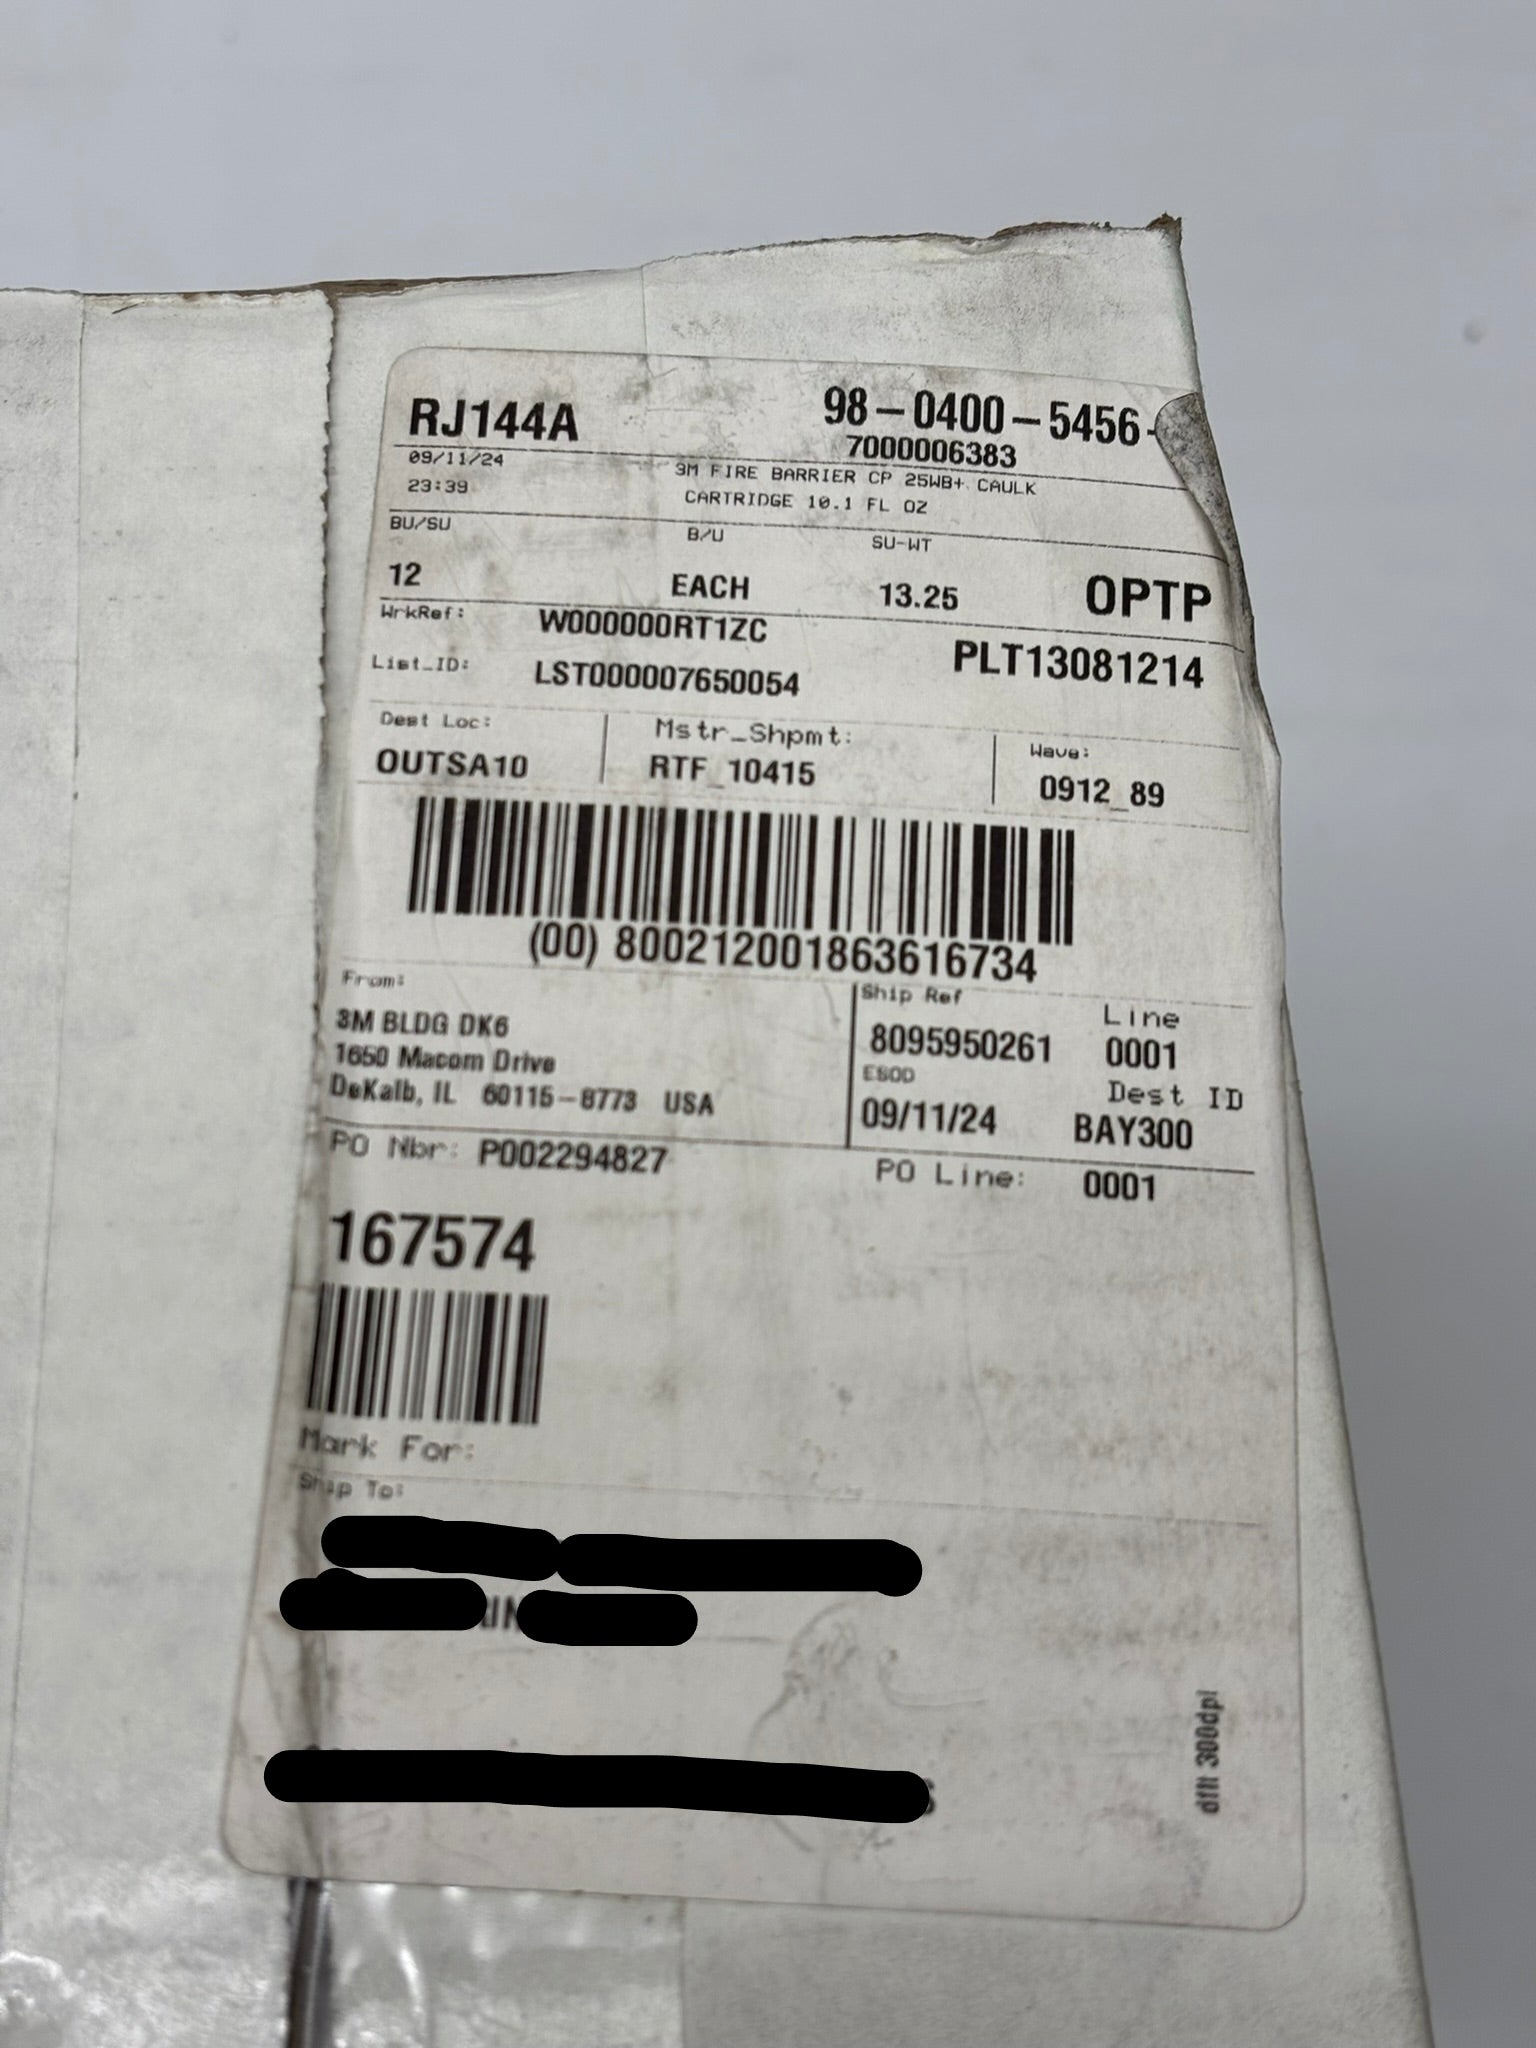 RJ144A 98-0400-5456-
7000006383
09/11/24 3M FIRE BARRIER CP 25WB+ CAULK
23:39 CARTRIDGE 10.1 FL OZ
BU/SU B/U SU-WT
12 EACH 13.25 OPTP
WrkRef: W000000RT1ZC
List_ID: LST000007650054 PLT13081214
Dest Loc: Mstr_Shpmt: Wave:
OUTSA10 RTF_10415 0912_89
(00) 800212001863616734
From: Ship Ref Line
3M BLDG DK6 8095950261 0001
1650 Macom Drive ESOD Dest ID
DeKalb, IL 60115-8773 USA 09/11/24 BAY300
PO Nbr: P002294827 PO Line: 0001
167574
Mark For:
Ship To:
dflt 300dpi